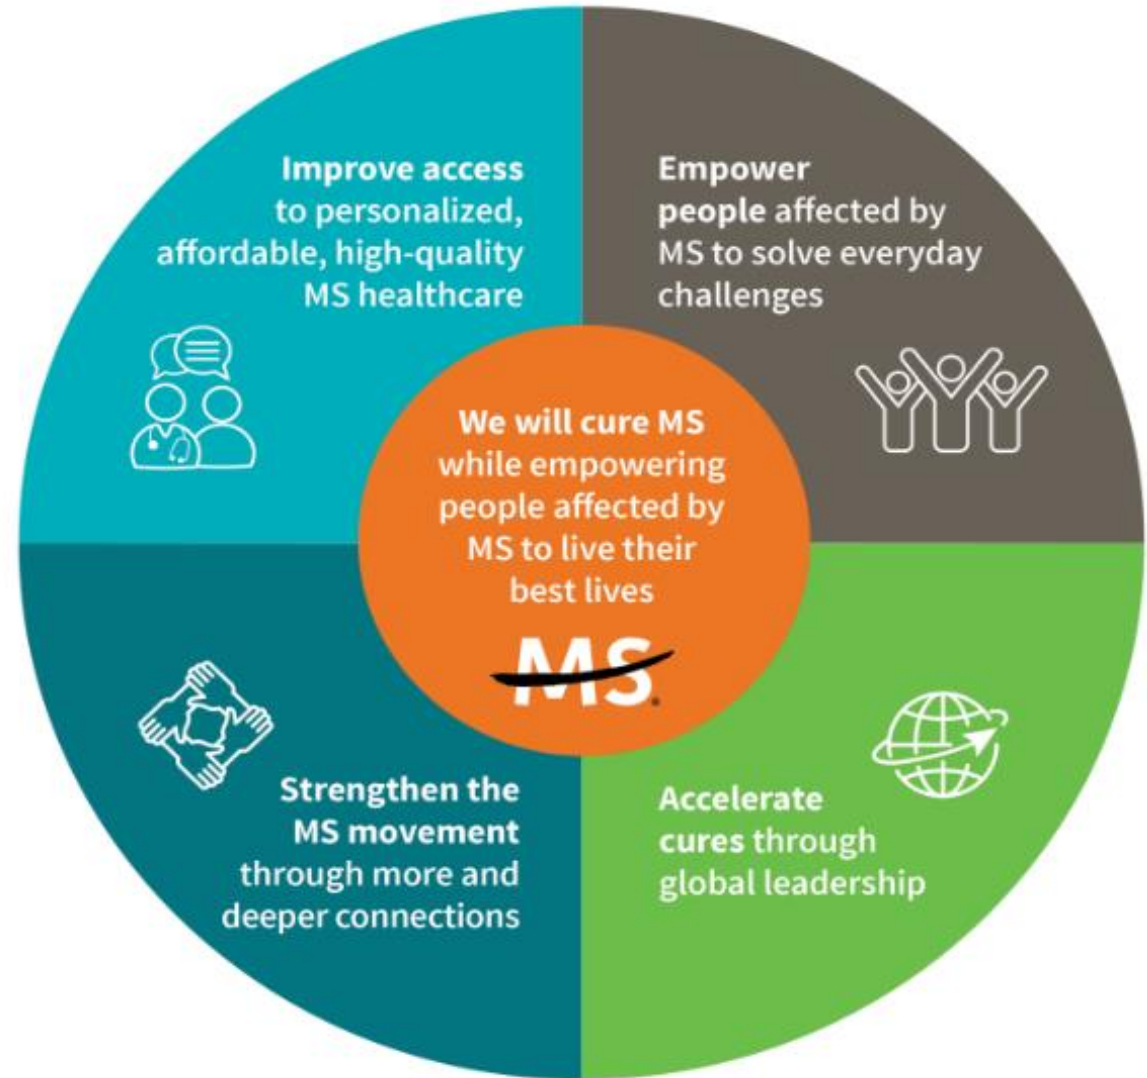 Improve access
to personalized,
affordable, high-quality
MS healthcare
Empower
people affected by
MS to solve everyday
challenges
We will cure MS
while empowering
people affected by
MS to live their
best lives
MS
Strengthen the
MS movement
through more and
deeper connections
Accelerate
cures through
global leadership